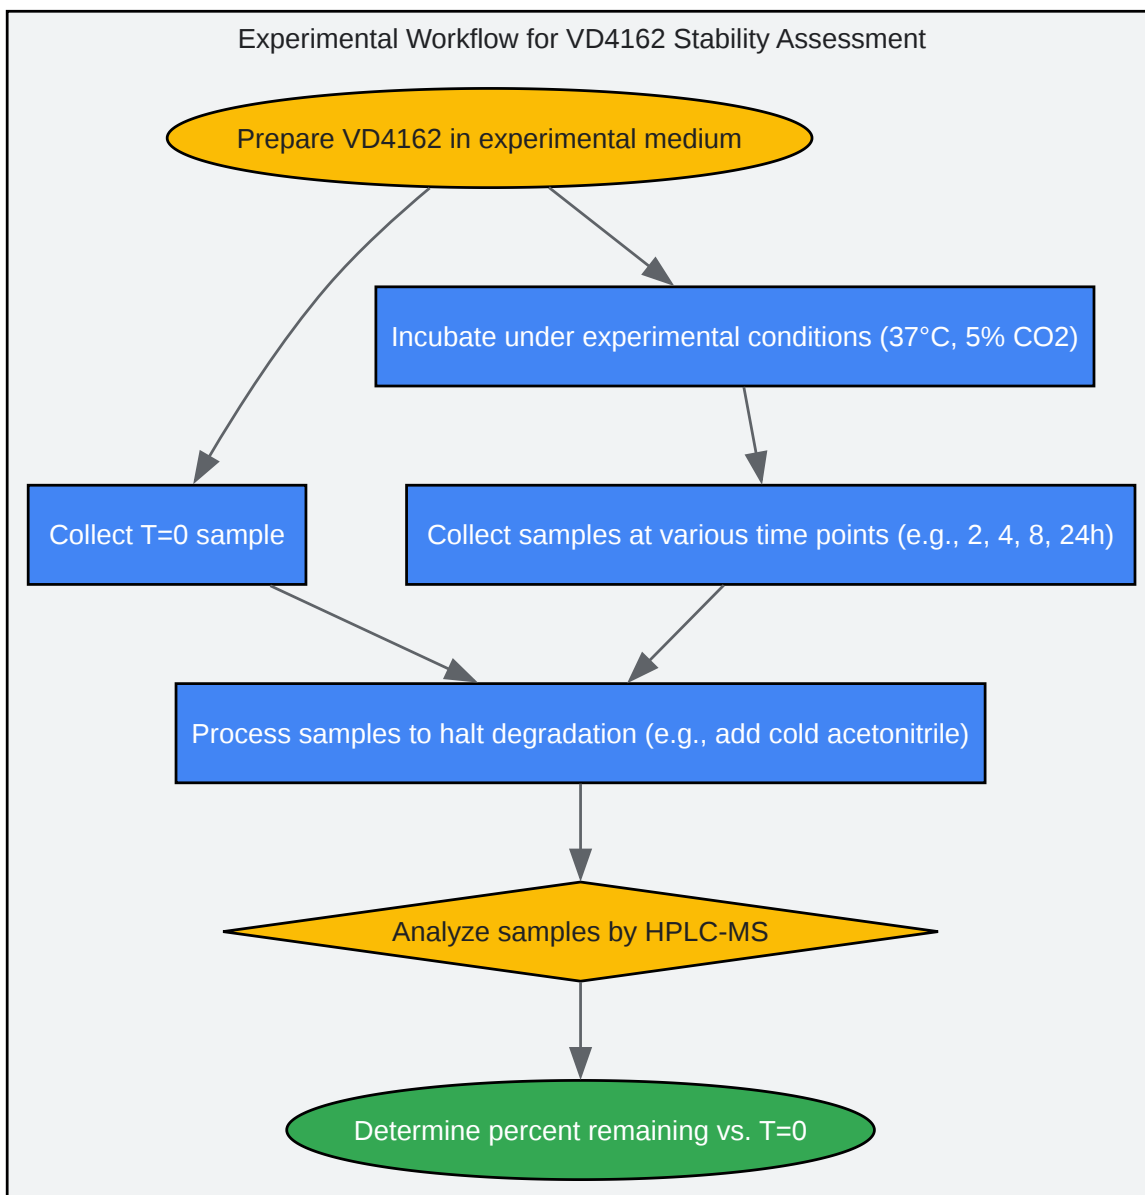 Experimental Workflow for VD4162 Stability Assessment
Prepare VD4162 in experimental medium
Incubate under experimental conditions (37°C, 5% CO2)
Collect T=0 sample
Collect samples at various time points (e.g., 2, 4, 8, 24h)
Process samples to halt degradation (e.g., add cold acetonitrile)
Analyze samples by HPLC-MS
Determine percent remaining vs. T=0